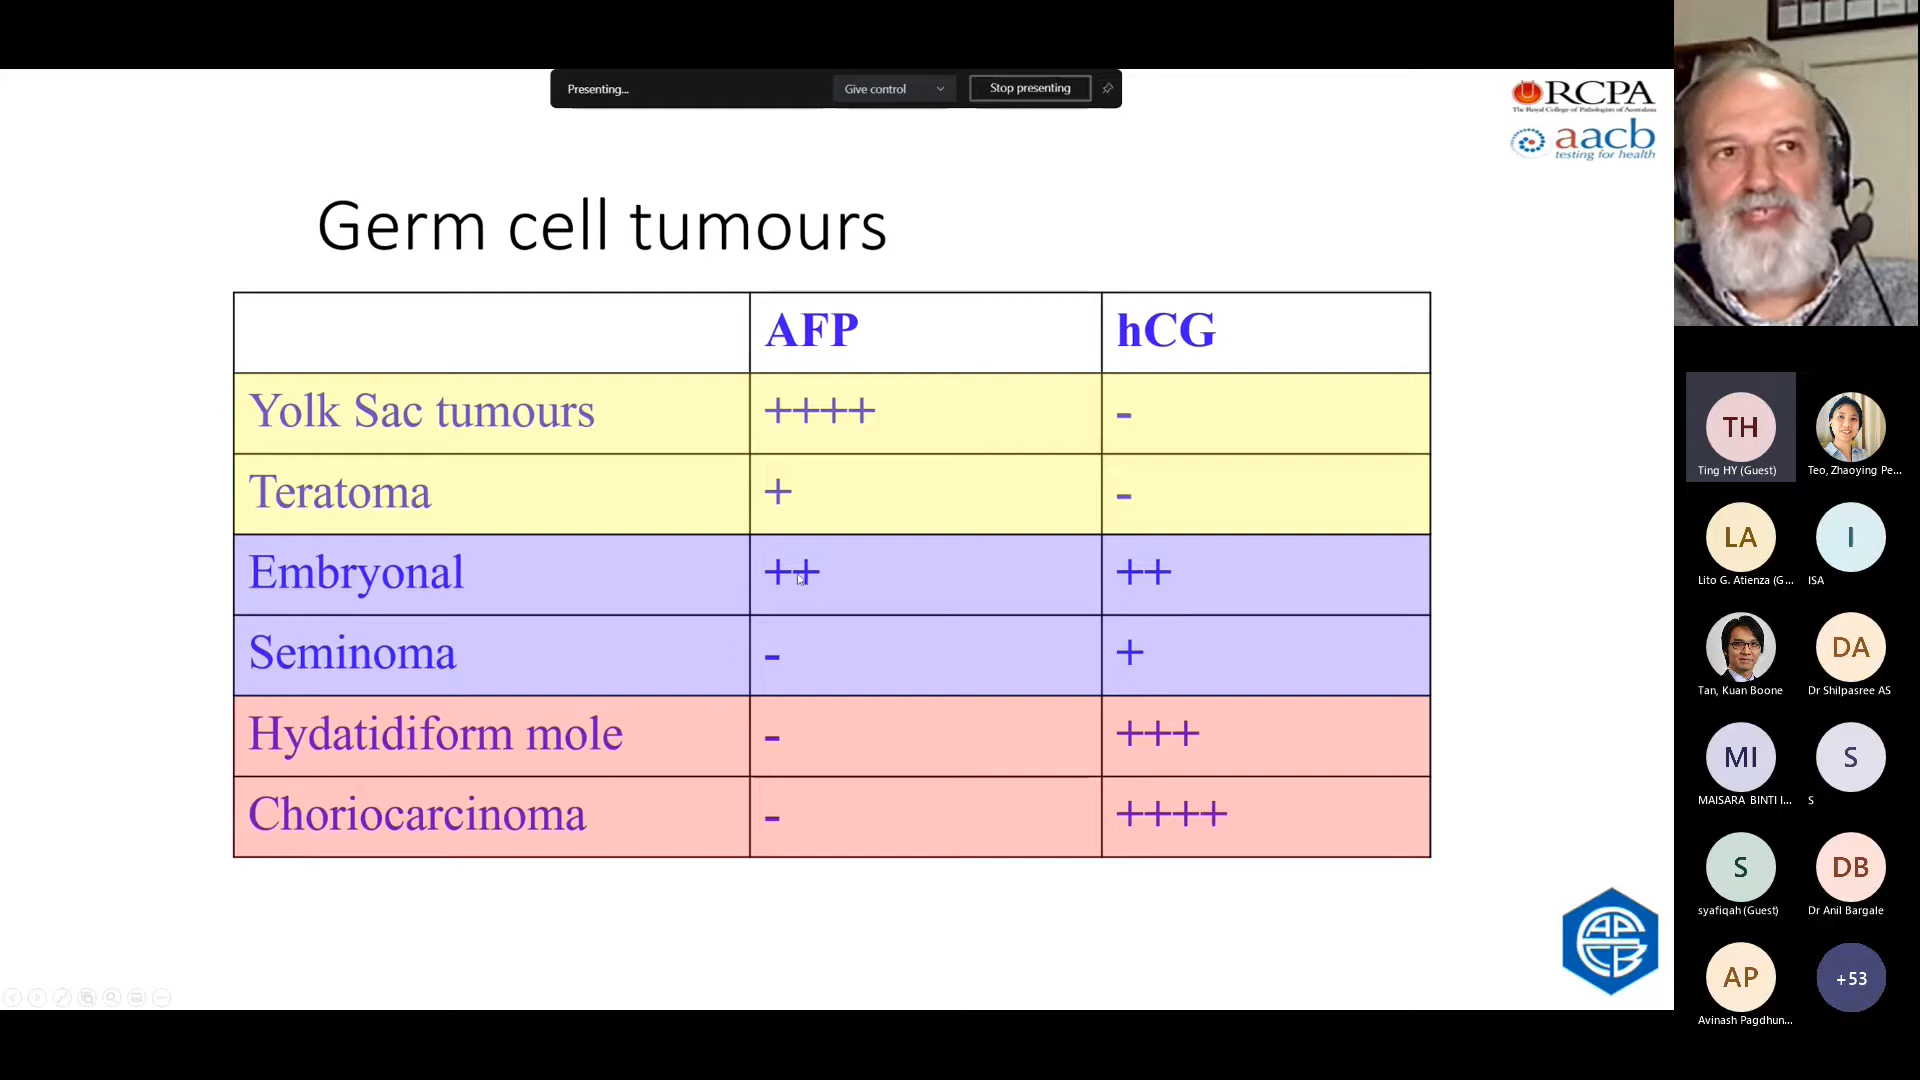 Presenting...
Give control
Stop presenting
RCPA
The Royal College of Pathologists of Australasia
aacb
testing for health
Germ cell tumours
AFP hCG
Yolk Sac tumours ++++ -
Teratoma + -
Embryonal ++ ++
Seminoma - +
Hydatidiform mole - +++
Choriocarcinoma - ++++
APFCB
TH
Ting HY (Guest)
Teo, Zhaoying Pe...
LA
Lito G. Atienza (G...
I
ISA
Tan, Kuan Boone
DA
Dr Shilpasree AS
MI
MAISARA BINTI I...
S
S
S
syafiqah (Guest)
DB
Dr Anil Bargale
AP
Avinash Pagdhun...
+53